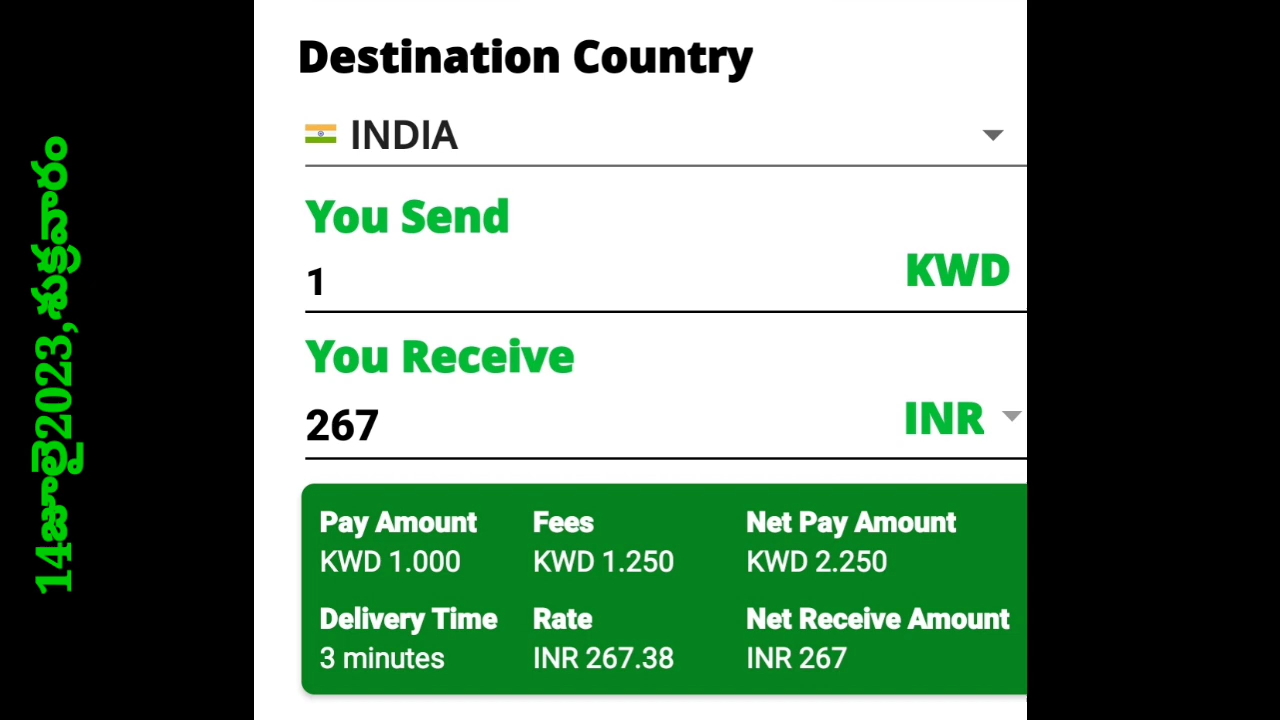 14జూలై2023,శుక్రవారం
Destination Country
INDIA
You Send
1 KWD
You Receive
267 INR
Pay Amount Fees Net Pay Amount
KWD 1.000 KWD 1.250 KWD 2.250
Delivery Time Rate Net Receive Amount
3 minutes INR 267.38 INR 267